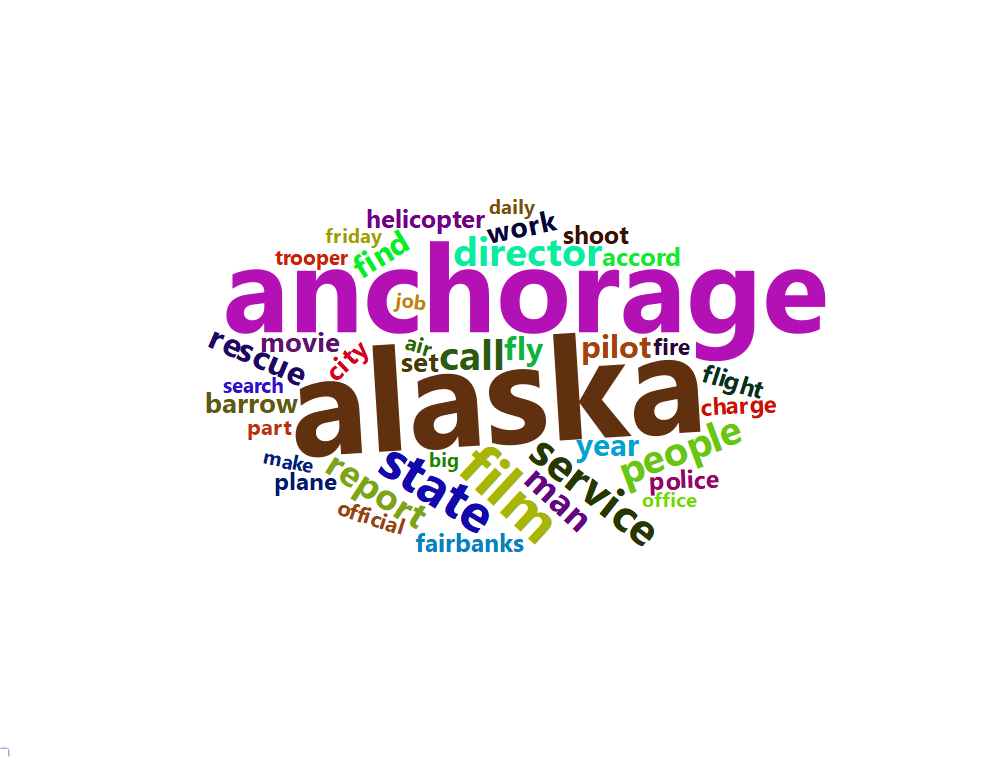 daily
helicopter
work
friday
shoot
find
director
trooper
accord
anchorage
job
movie
rescue
city
air
set
call
fly
pilot
fire
search
alaska
flight
barrow
charge
part
year
people
make
big
plane
report
state
film
man
service
police
office
official
fairbanks